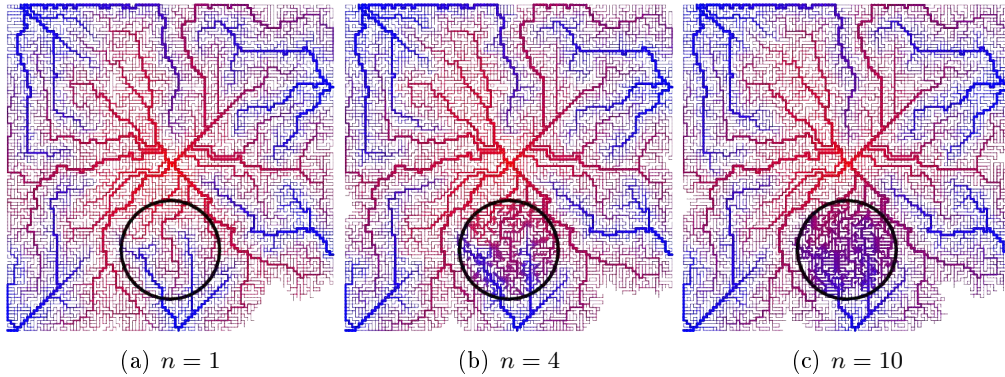 (a) n = 1
(b) n = 4
(c) n = 10